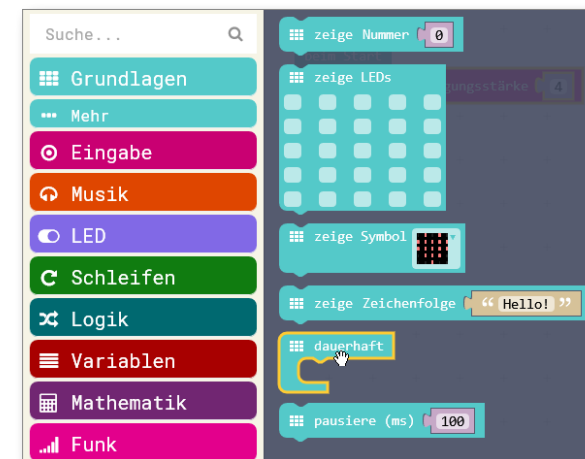 Suche...
Grundlagen
Mehr
Eingabe
Musik
LED
Schleifen
Logik
Variablen
Mathematik
Funk
zeige Nummer 0
zeige LEDs
gungsstärke 4
zeige Symbol
zeige Zeichenfolge “ Hello! ”
dauerhaft
pausiere (ms) 100